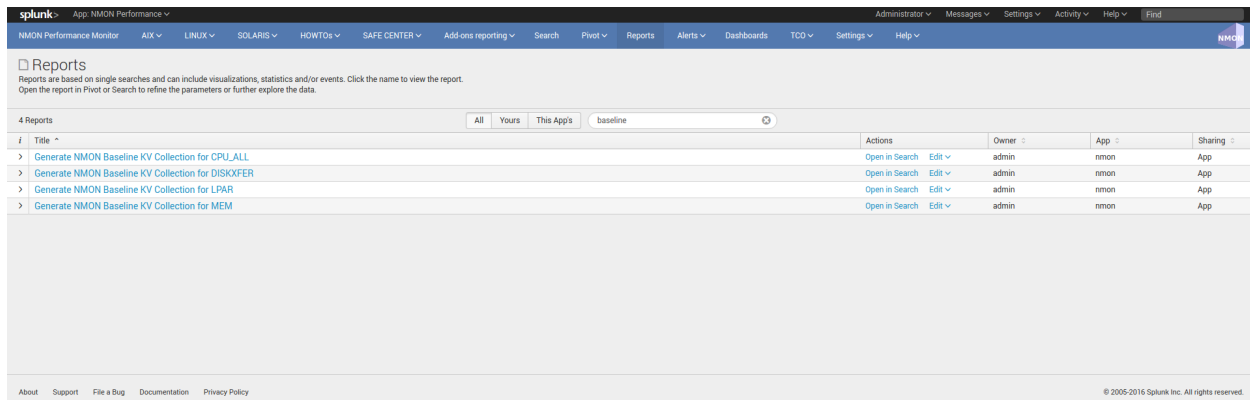 splunk> App: NMON Performance Administrator Messages Settings Activity Help Find
NMON Performance Monitor AIX LINUX SOLARIS HOWTOs SAFE CENTER Add-ons reporting Search Pivot Reports Alerts Dashboards TCO Settings Help NMON
Reports
Reports are based on single searches and can include visualizations, statistics and/or events. Click the name to view the report.
Open the report in Pivot or Search to refine the parameters or further explore the data.
4 Reports All Yours This App's baseline
i Title Actions Owner App Sharing
> Generate NMON Baseline KV Collection for CPU_ALL Open in Search Edit admin nmon App
> Generate NMON Baseline KV Collection for DISKXFER Open in Search Edit admin nmon App
> Generate NMON Baseline KV Collection for LPAR Open in Search Edit admin nmon App
> Generate NMON Baseline KV Collection for MEM Open in Search Edit admin nmon App
About Support File a Bug Documentation Privacy Policy © 2005-2016 Splunk Inc. All rights reserved.